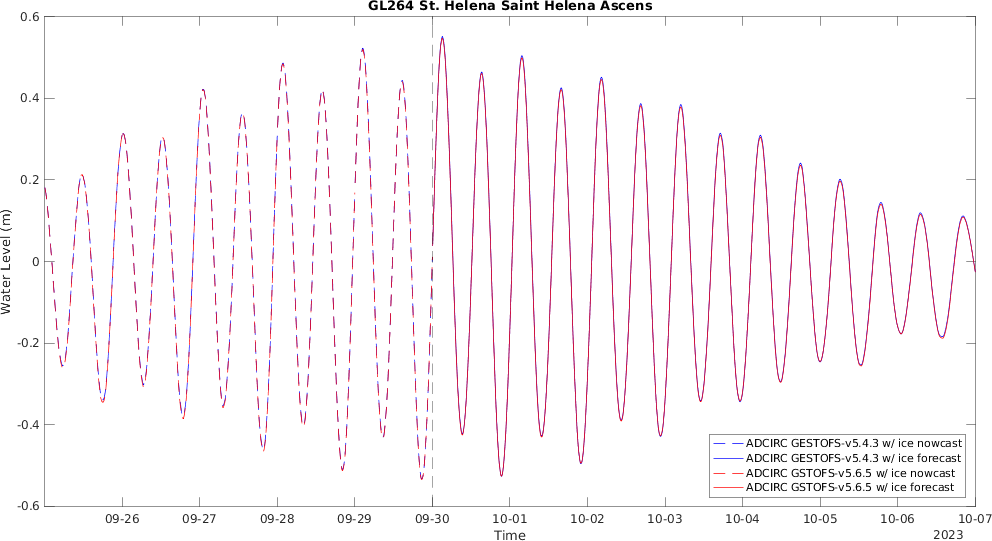 GL264 St. Helena Saint Helena Ascens
0.6
0.4
0.2
0
-0.2
-0.4
-0.6
Water Level (m)
09-26 09-27 09-28 09-29 09-30 10-01 10-02 10-03 10-04 10-05 10-06 10-07
Time
2023
ADCIRC GESTOFS-v5.4.3 w/ ice nowcast
ADCIRC GESTOFS-v5.4.3 w/ ice forecast
ADCIRC GSTOFS-v5.6.5 w/ ice nowcast
ADCIRC GSTOFS-v5.6.5 w/ ice forecast